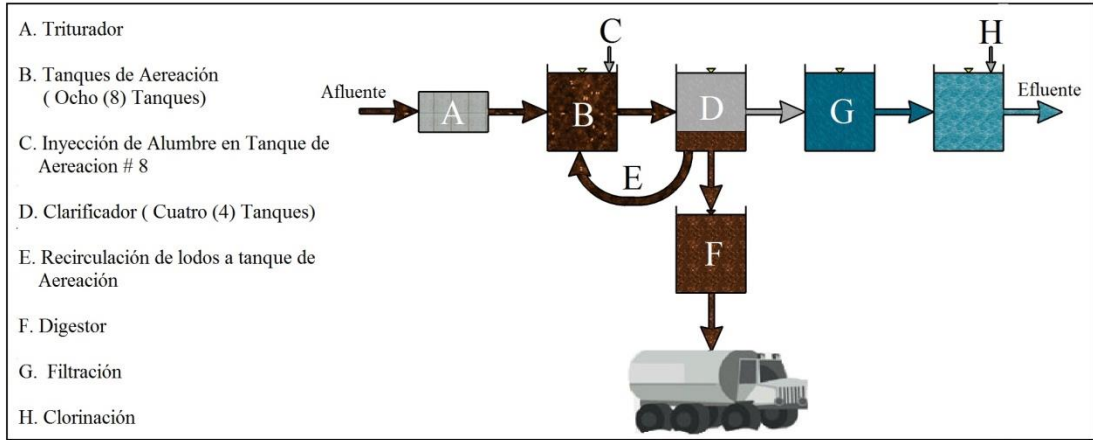 A. Triturador
B. Tanques de Aereación
( Ocho (8) Tanques)
C. Inyección de Alumbre en Tanque de
Aereacion # 8
D. Clarificador ( Cuatro (4) Tanques)
E. Recirculación de lodos a tanque de
Aereación
F. Digestor
G. Filtración
H. Clorinación
Afluente
A
B
C
D
E
F
G
H
Efluente